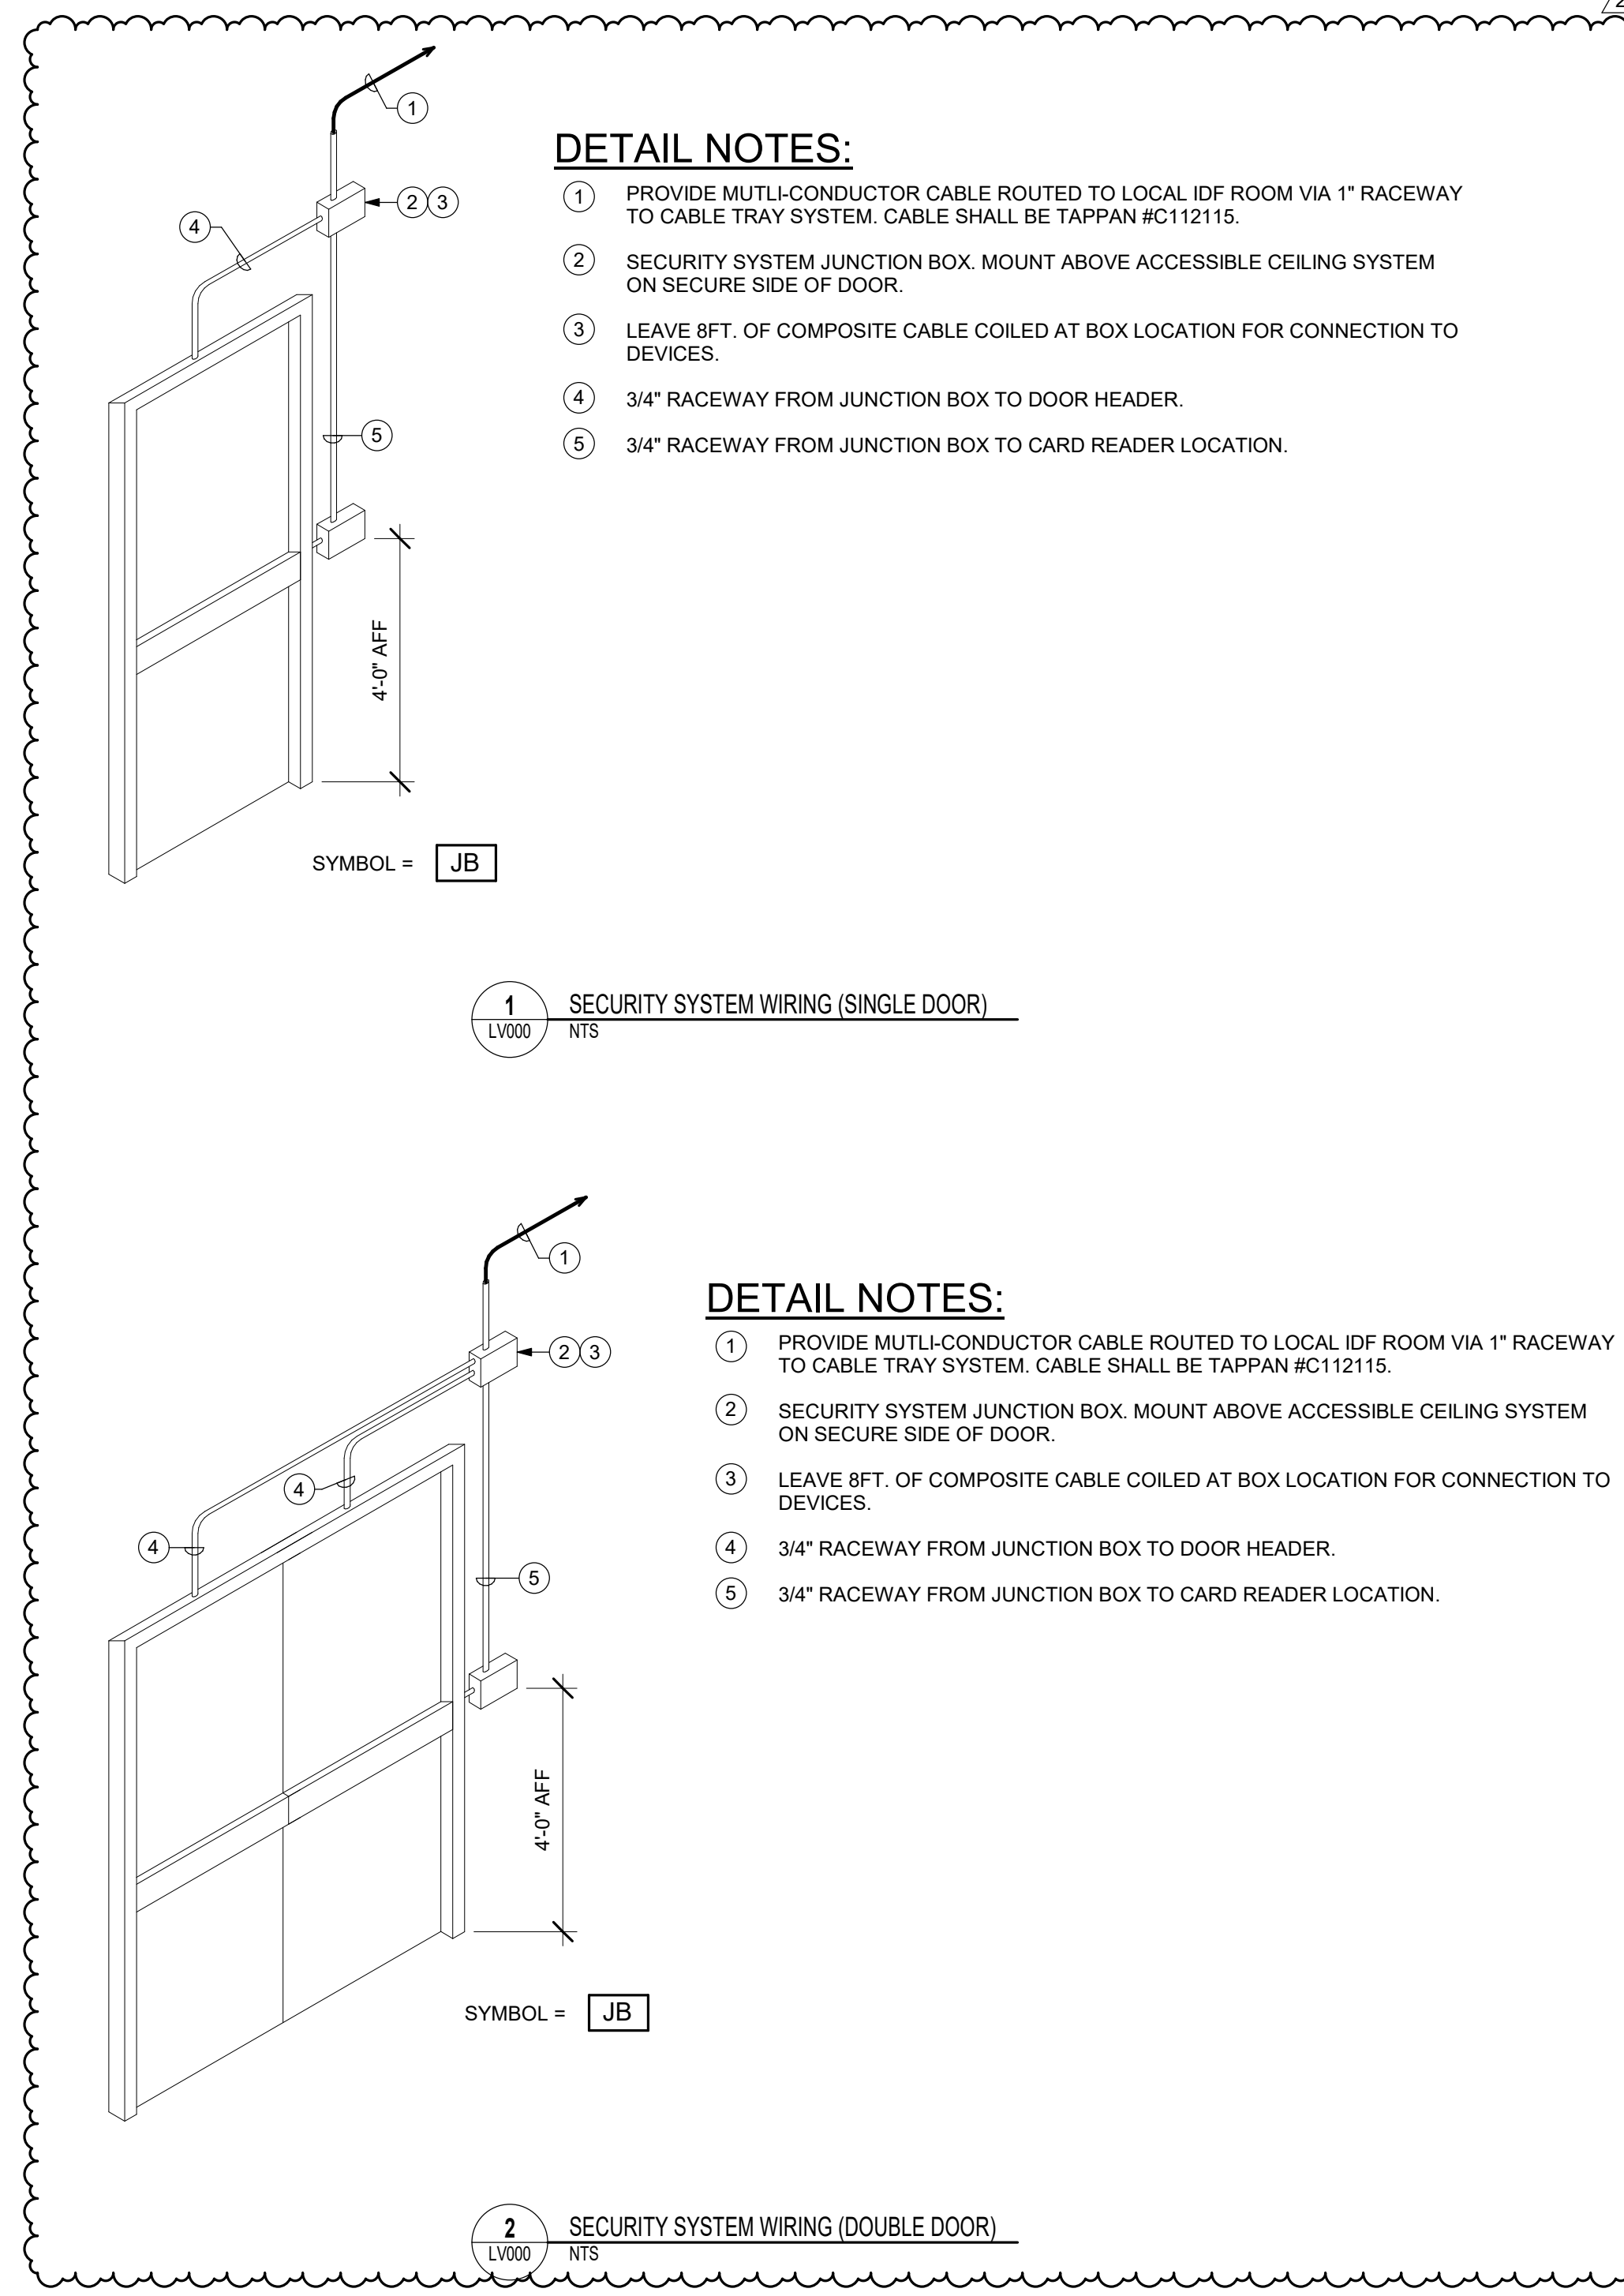 2
1
2 3
4
5
4'-0" AFF
SYMBOL = JB
DETAIL NOTES:
1 PROVIDE MUTLI-CONDUCTOR CABLE ROUTED TO LOCAL IDF ROOM VIA 1" RACEWAY
TO CABLE TRAY SYSTEM. CABLE SHALL BE TAPPAN #C112115.
2 SECURITY SYSTEM JUNCTION BOX. MOUNT ABOVE ACCESSIBLE CEILING SYSTEM
ON SECURE SIDE OF DOOR.
3 LEAVE 8FT. OF COMPOSITE CABLE COILED AT BOX LOCATION FOR CONNECTION TO
DEVICES.
4 3/4" RACEWAY FROM JUNCTION BOX TO DOOR HEADER.
5 3/4" RACEWAY FROM JUNCTION BOX TO CARD READER LOCATION.
1 SECURITY SYSTEM WIRING (SINGLE DOOR)
LV000 NTS
1
2 3
4
4
5
4'-0" AFF
SYMBOL = JB
DETAIL NOTES:
1 PROVIDE MUTLI-CONDUCTOR CABLE ROUTED TO LOCAL IDF ROOM VIA 1" RACEWAY
TO CABLE TRAY SYSTEM. CABLE SHALL BE TAPPAN #C112115.
2 SECURITY SYSTEM JUNCTION BOX. MOUNT ABOVE ACCESSIBLE CEILING SYSTEM
ON SECURE SIDE OF DOOR.
3 LEAVE 8FT. OF COMPOSITE CABLE COILED AT BOX LOCATION FOR CONNECTION TO
DEVICES.
4 3/4" RACEWAY FROM JUNCTION BOX TO DOOR HEADER.
5 3/4" RACEWAY FROM JUNCTION BOX TO CARD READER LOCATION.
2 SECURITY SYSTEM WIRING (DOUBLE DOOR)
LV000 NTS